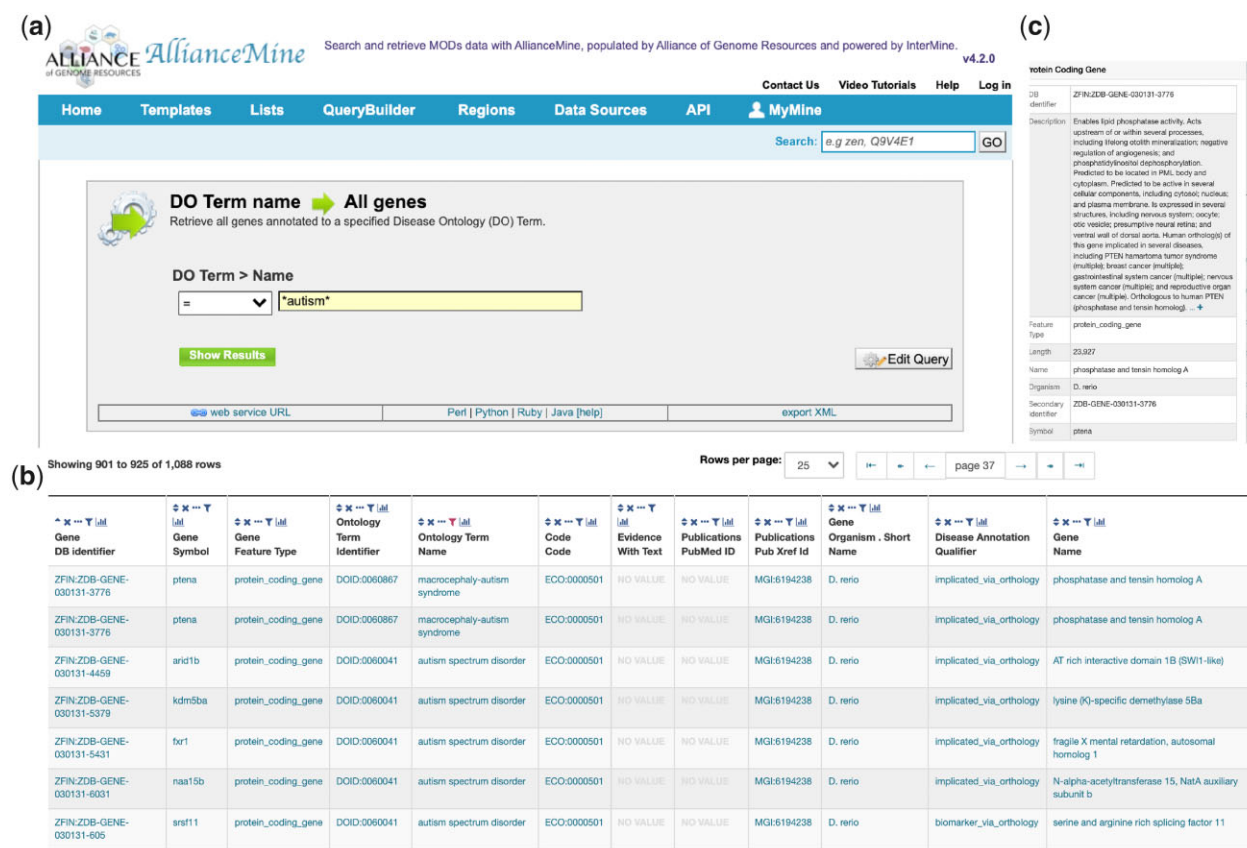 (a)
ALLIANCE
of GENOME RESOURCES
AllianceMine
Search and retrieve MODs data with AllianceMine, populated by Alliance of Genome Resources and powered by InterMine.
v4.2.0
Contact Us Video Tutorials Help Log in
Home Templates Lists QueryBuilder Regions Data Sources API MyMine
Search: e.g zen, Q9V4E1 GO
DO Term name All genes
Retrieve all genes annotated to a specified Disease Ontology (DO) Term.
DO Term > Name
= *autism*
Show Results
Edit Query
web service URL Perl | Python | Ruby | Java [help] export XML
(c)
Protein Coding Gene
DB identifier ZFIN:ZDB-GENE-030131-3776
Description Enables lipid phosphatase activity. Acts
upstream of or within several processes,
including lifelong otolith mineralization; negative
regulation of angiogenesis; and
phosphatidylinositol dephosphorylation.
Predicted to be located in PML body and
cytoplasm. Predicted to be active in several
cellular components, including cytosol; nucleus;
and plasma membrane. Is expressed in several
structures, including nervous system; oocyte;
otic vesicle; presumptive neural retina; and
ventral wall of dorsal aorta. Human ortholog(s) of
this gene implicated in several diseases,
including PTEN hamartoma tumor syndrome
(multiple); breast cancer (multiple);
gastrointestinal system cancer (multiple); nervous
system cancer (multiple); and reproductive organ
cancer (multiple). Orthologous to human PTEN
(phosphatase and tensin homolog). ... +
Feature Type protein_coding_gene
Length 23,927
Name phosphatase and tensin homolog A
Organism D. rerio
Secondary identifier ZDB-GENE-030131-3776
Symbol ptena
(b)
Showing 901 to 925 of 1,088 rows
Rows per page: 25 page 37
Gene DB identifier
Gene Symbol
Gene Feature Type
Ontology Term Identifier
Ontology Term Name
Code Code
Evidence With Text
Publications PubMed ID
Publications Pub Xref Id
Gene Organism . Short Name
Disease Annotation Qualifier
Gene Name
ZFIN:ZDB-GENE-030131-3776 ptena protein_coding_gene DOID:0060867 macrocephaly-autism syndrome ECO:0000501 NO VALUE NO VALUE MGI:6194238 D. rerio implicated_via_orthology phosphatase and tensin homolog A
ZFIN:ZDB-GENE-030131-3776 ptena protein_coding_gene DOID:0060867 macrocephaly-autism syndrome ECO:0000501 NO VALUE NO VALUE MGI:6194238 D. rerio implicated_via_orthology phosphatase and tensin homolog A
ZFIN:ZDB-GENE-030131-4459 arid1b protein_coding_gene DOID:0060041 autism spectrum disorder ECO:0000501 NO VALUE NO VALUE MGI:6194238 D. rerio implicated_via_orthology AT rich interactive domain 1B (SWI1-like)
ZFIN:ZDB-GENE-030131-5379 kdm5ba protein_coding_gene DOID:0060041 autism spectrum disorder ECO:0000501 NO VALUE NO VALUE MGI:6194238 D. rerio implicated_via_orthology lysine (K)-specific demethylase 5Ba
ZFIN:ZDB-GENE-030131-5431 fxr1 protein_coding_gene DOID:0060041 autism spectrum disorder ECO:0000501 NO VALUE NO VALUE MGI:6194238 D. rerio implicated_via_orthology fragile X mental retardation, autosomal homolog 1
ZFIN:ZDB-GENE-030131-6031 naa15b protein_coding_gene DOID:0060041 autism spectrum disorder ECO:0000501 NO VALUE NO VALUE MGI:6194238 D. rerio implicated_via_orthology N-alpha-acetyltransferase 15, NatA auxiliary subunit b
ZFIN:ZDB-GENE-030131-605 srsf11 protein_coding_gene DOID:0060041 autism spectrum disorder ECO:0000501 NO VALUE NO VALUE MGI:6194238 D. rerio biomarker_via_orthology serine and arginine rich splicing factor 11